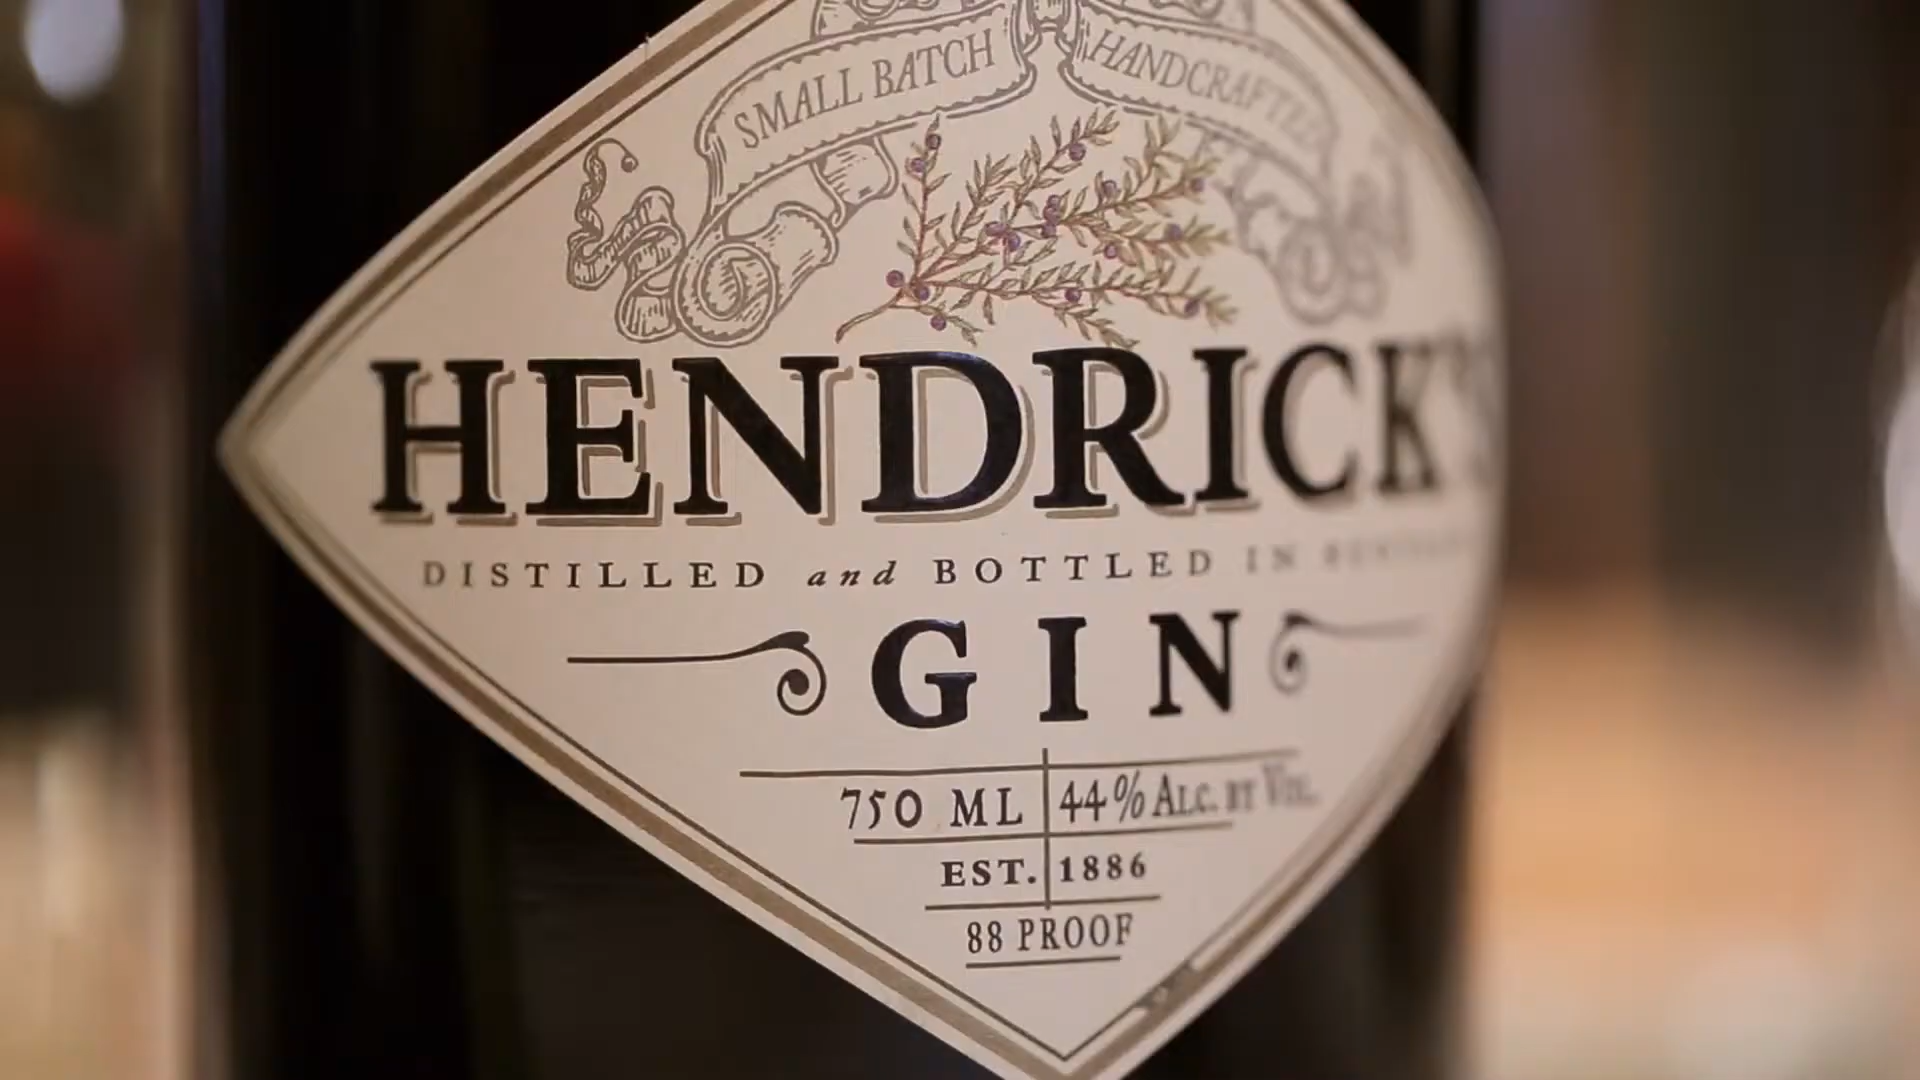 SMALL BATCH HANDCRAFTED
HENDRICK'S
DISTILLED and BOTTLED IN
GIN
750 ML 44% ALC. BY VOL.
EST. 1886
88 PROOF